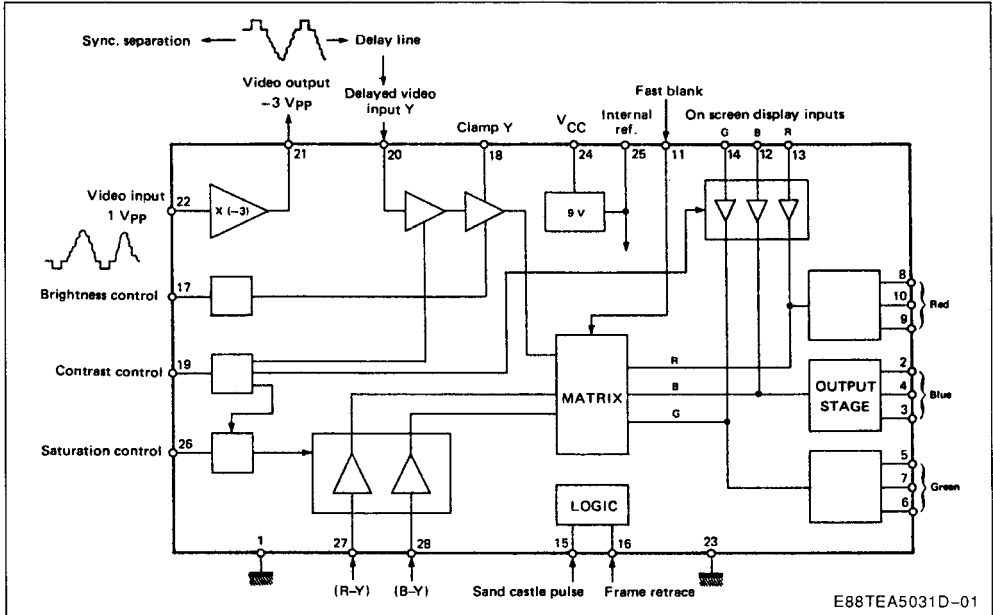 Sync. separation
Delay line
Video output
-3 VPP
Delayed video
input Y
Clamp Y
VCC
Internal
ref.
Fast blank
On screen display inputs
G B R
21 20 18 24 25 11 14 12 13
Video input
1 VPP
22
X (-3)
9 V
Brightness control
17
8
10
9
Red
Contrast control
19
MATRIX
R
B
G
OUTPUT
STAGE
2
4
3
Blue
Saturation control
26
5
7
6
Green
LOGIC
1 27 28 15 16 23
(R-Y) (B-Y) Sand castle pulse Frame retrace
E88TEA5031D-01